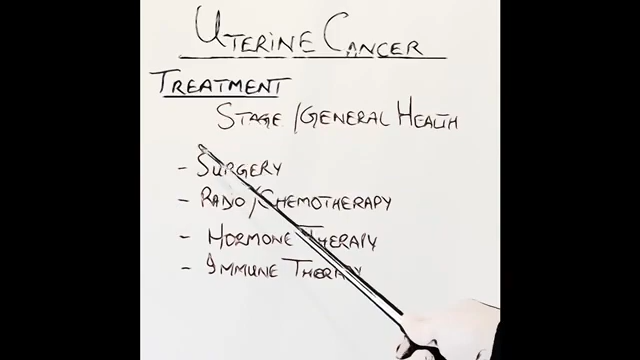 UTERINE CANCER
TREATMENT
STAGE/GENERAL HEALTH
- SURGERY
- RADIO/CHEMOTHERAPY
- HORMONE THERAPY
- IMMUNE THERAPY